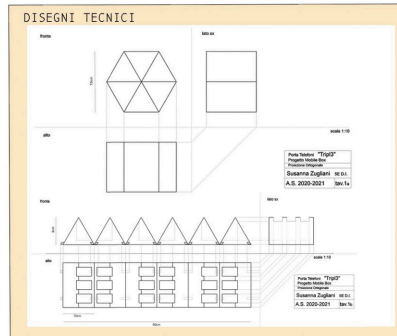 DISEGNI TECNICI
fronte
lato sx
alto
scala 1:10
Porta Telefoni "Tripl3"
Progetto Mobile Box
Proiezione Ortogonale
Susanna Zugliani 5E D.I.
A.S. 2020-2021 tav.1a
fronte
lato sx
alto
scala 1:10
Porta Telefoni "Tripl3"
Progetto Mobile Box
Proiezione Ortogonale
Susanna Zugliani 5E D.I.
A.S. 2020-2021 tav.1b